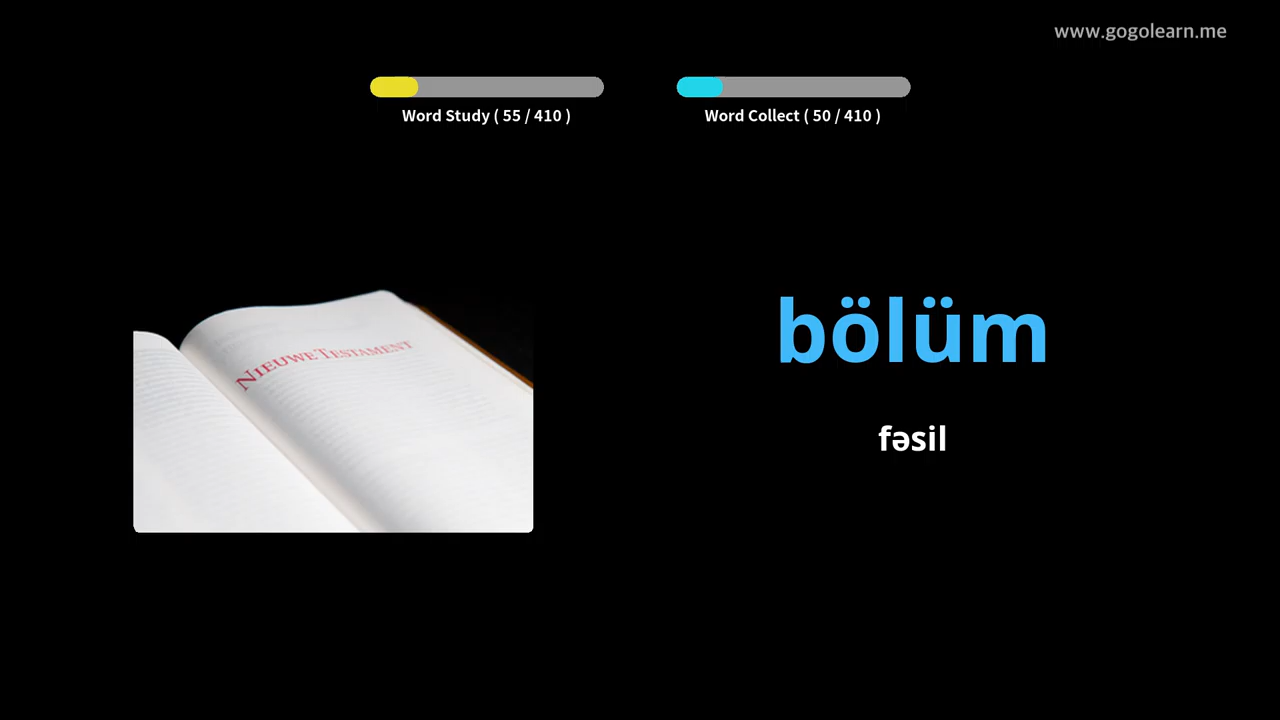 www.gogolearn.me
Word Study ( 55 / 410 )
Word Collect ( 50 / 410 )
NIEUWE TESTAMENT
bölüm
fəsil